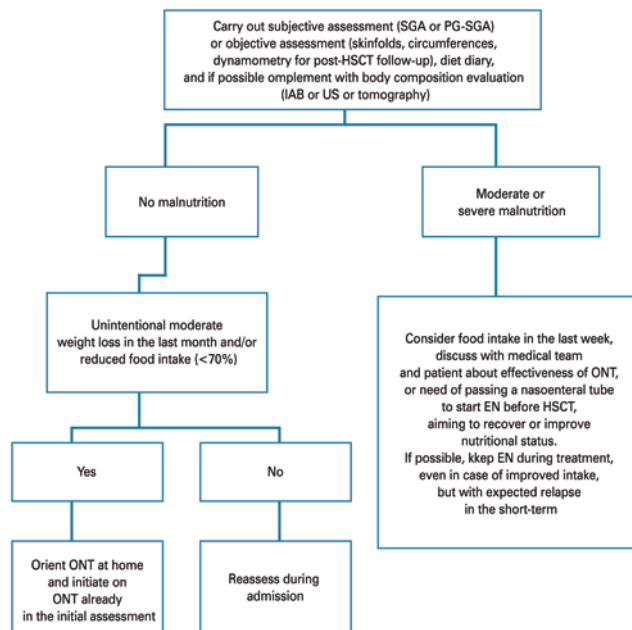 Carry out subjective assessment (SGA or PG-SGA)
or objective assessment (skinfolds, circumferences,
dynamometry for post-HSCT follow-up), diet diary,
and if possible omplement with body composition evaluation
(IAB or US or tomography)
No malnutrition
Moderate or
severe malnutrition
Unintentional moderate
weight loss in the last month and/or
reduced food intake (<70%)
Consider food intake in the last week,
discuss with medical team
and patient about effectiveness of ONT,
or need of passing a nasoenteral tube
to start EN before HSCT,
aiming to recover or improve
nutritional status.
If possible, kkep EN during treatment,
even in case of improved intake,
but with expected relapse
in the short-term
Yes
No
Orient ONT at home
and initiate on
ONT already
in the initial assessment
Reassess during
admission